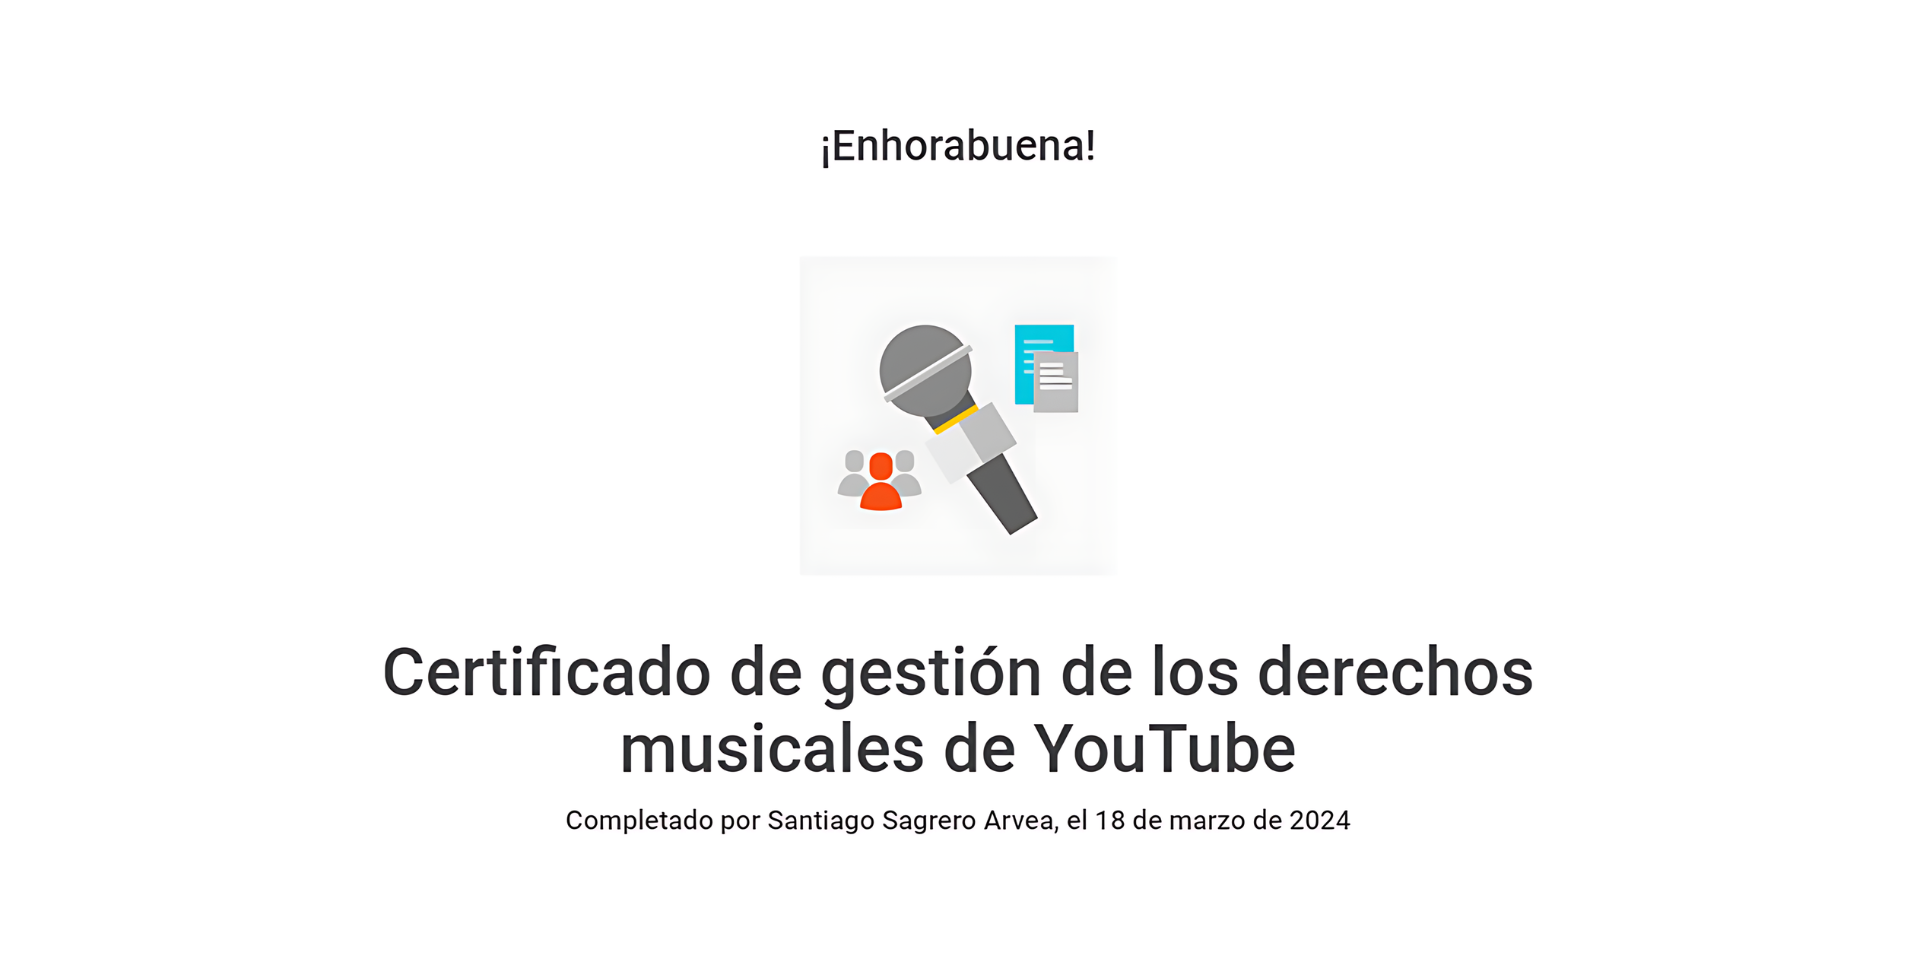 ¡Enhorabuena!
Certificado de gestión de los derechos
musicales de YouTube
Completado por Santiago Sagrero Arvea, el 18 de marzo de 2024